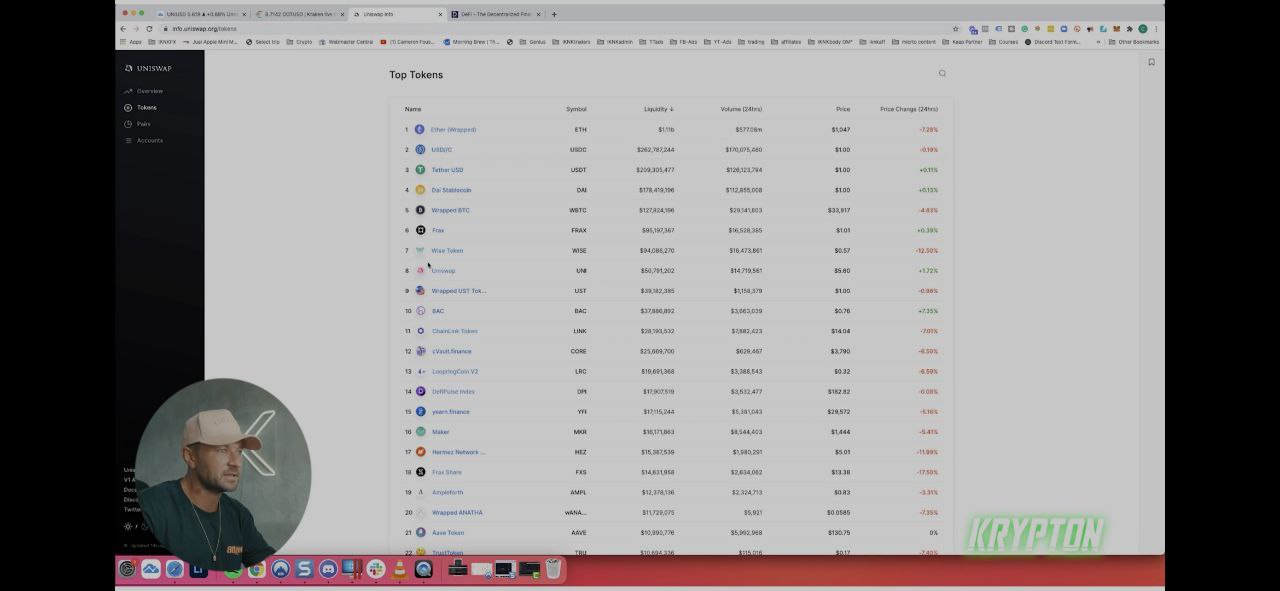 UNIUSD 5.619 ▲ +0.88% Unna...
8.7142 DOTUSD | Kraken live t
Uniswap Info
DeFi - The Decentralized Fina
info.uniswap.org/tokens
Apps
IKNKFX
Just Apple Mini M...
Select trip
Crypto
Webmaster Central
(1) Cameron Fous...
Morning Brew | Th...
Genius
IKNKtraders
IKNKadmin
TTads
FB-Ads
YT-Ads
trading
affiliates
Keap Partner
Courses
Discord Text Form...
Other Bookmarks
UNISWAP
Overview
Tokens
Pairs
Accounts
Top Tokens
Name Symbol Liquidity ↓ Volume (24hrs) Price Price Change (24hrs)
1 Ether (Wrapped) ETH $1.11b $577.08m $1,047 -7.28%
2 USD//C USDC $262,787,244 $170,075,460 $1.00 -0.19%
3 Tether USD USDT $209,305,477 $126,123,794 $1.00 +0.11%
4 Dai Stablecoin DAI $178,419,196 $112,855,008 $1.00 +0.13%
5 Wrapped BTC WBTC $127,824,196 $29,141,803 $33,917 -4.83%
6 Frax FRAX $95,197,367 $16,528,385 $1.01 +0.39%
7 Wise Token WISE $94,086,270 $16,473,861 $0.57 -12.50%
8 Uniswap UNI $50,791,202 $14,719,561 $5.60 +1.72%
9 Wrapped UST Tok... UST $39,182,385 $1,158,379 $1.00 -0.96%
10 BAC BAC $37,886,892 $3,663,039 $0.76 +7.35%
11 ChainLink Token LINK $28,193,532 $7,882,423 $14.04 -7.01%
12 cVault.finance CORE $25,669,700 $629,467 $3,790 -6.50%
13 LoopringCoin V2 LRC $19,691,368 $3,388,543 $0.32 -6.59%
14 DefiPulse Index DPI $17,907,519 $3,532,477 $182.82 -0.08%
15 yearn.finance YFI $17,115,244 $5,391,043 $29,572 -5.16%
16 Maker MKR $16,171,863 $8,544,403 $1,444 -5.41%
17 Hermez Network ... HEZ $15,387,539 $1,980,291 $5.01 -11.99%
18 Frax Share FXS $14,631,958 $2,634,062 $13.38 -17.50%
19 Ampleforth AMPL $12,378,136 $2,324,713 $0.83 -3.31%
20 Wrapped ANATHA wANA... $11,729,075 $5,921 $0.0585 -7.35%
21 Aave Token AAVE $10,990,776 $5,992,968 $130.75 0%
22 TrustToken TRU $10,694,336 $115,016 $0.17 -7.40%
V1 A
Docs
Disco
Twitter
KRYPTON